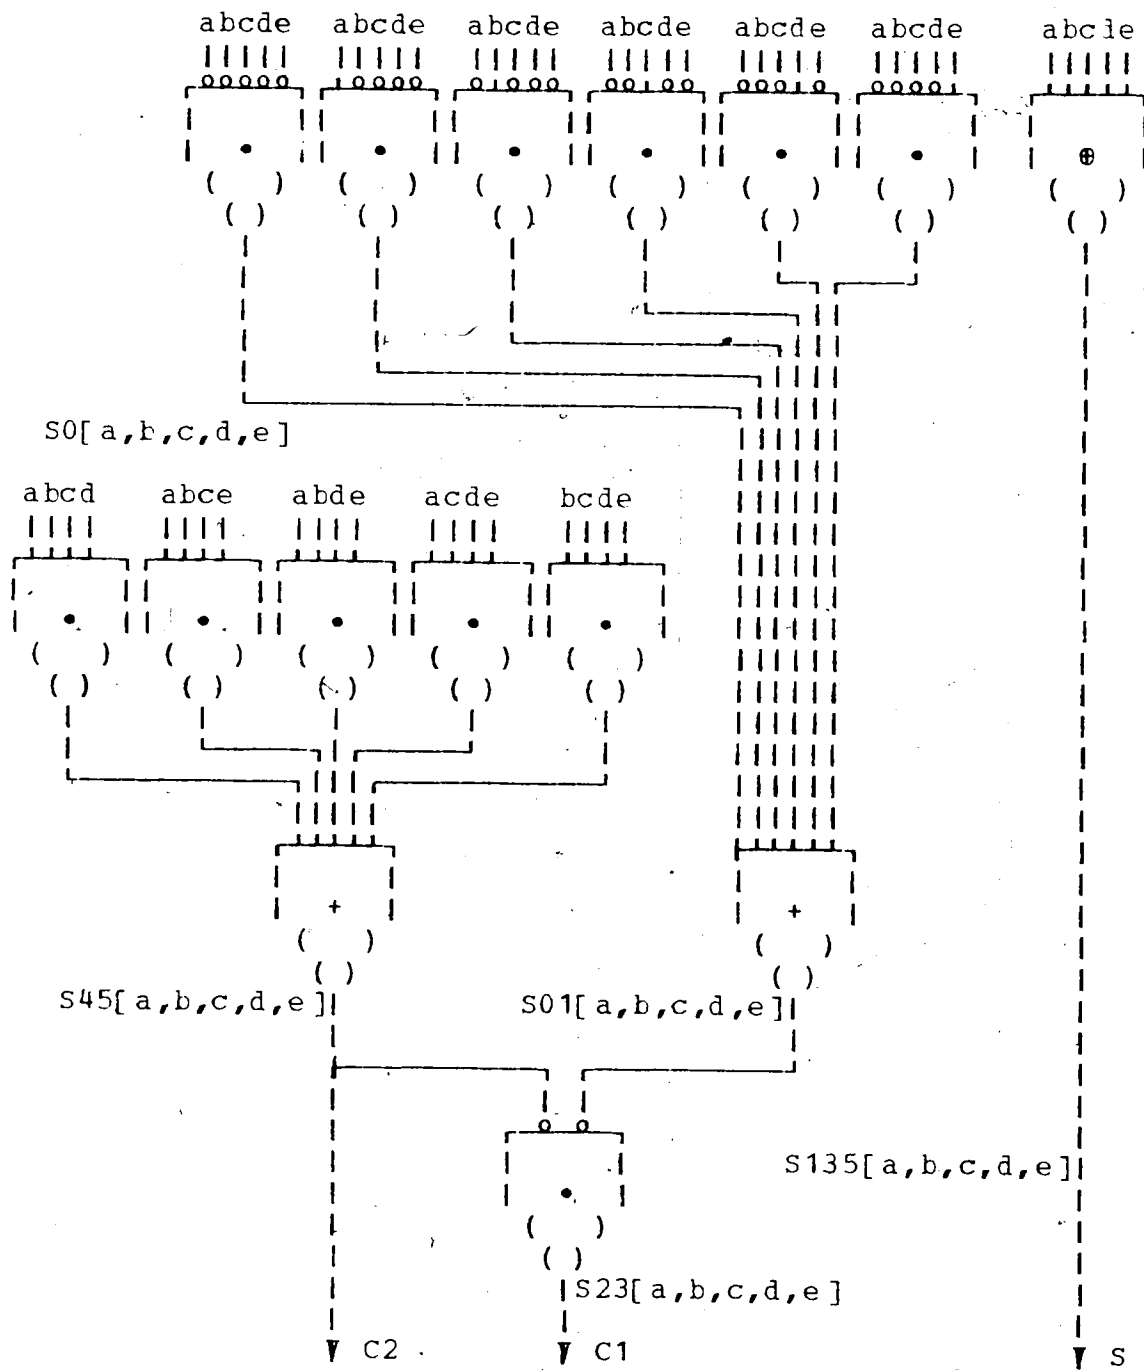 abcde abcde abcde abcde abcde abcde abcde
S0[a,b,c,d,e]
abcd abce abde acde bcde
+ +
S45[a,b,c,d,e] S01[a,b,c,d,e]
S135[a,b,c,d,e]
S23[a,b,c,d,e]
C2 C1 S